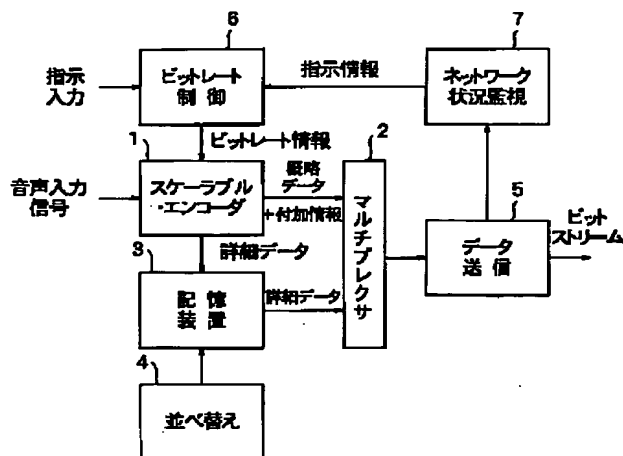 6
7
指示
入力
ビットレート
制御
指示情報
ネットワーク
状況監視
ビットレート情報
1
2
音声入力
信号
スケーラブル
・エンコーダ
概略
データ
+付加情報
マルチプレクサ
5
データ
送信
ビット
ストリーム
詳細データ
3
記憶
装置
詳細データ
4
並べ替え